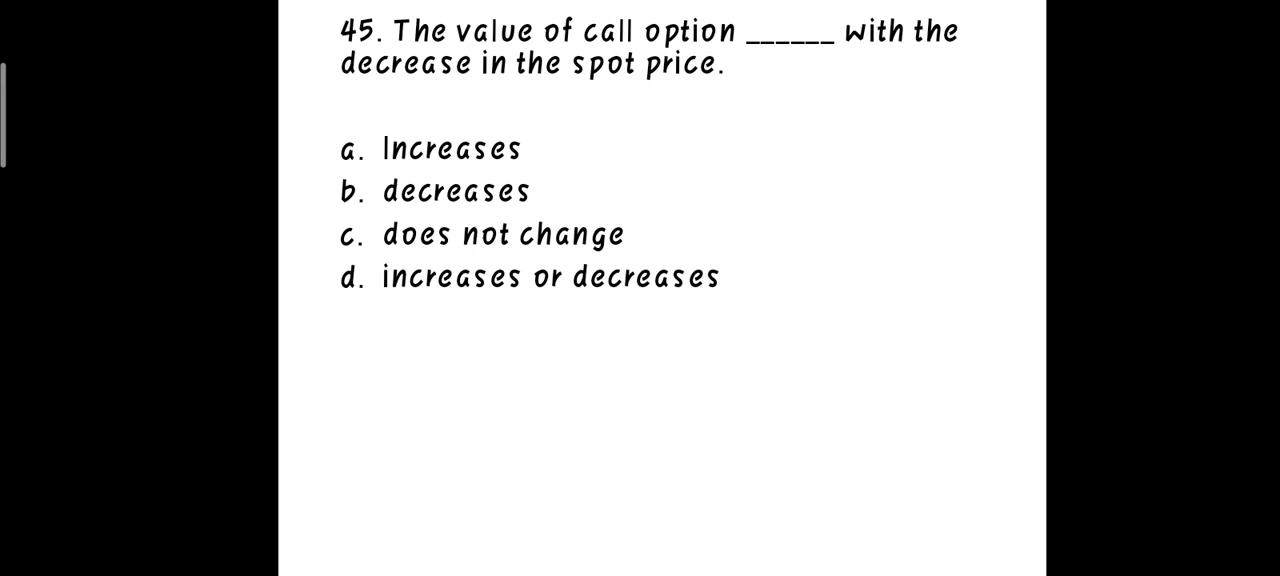 45. The value of call option ______ with the
decrease in the spot price.
a. Increases
b. decreases
c. does not change
d. increases or decreases